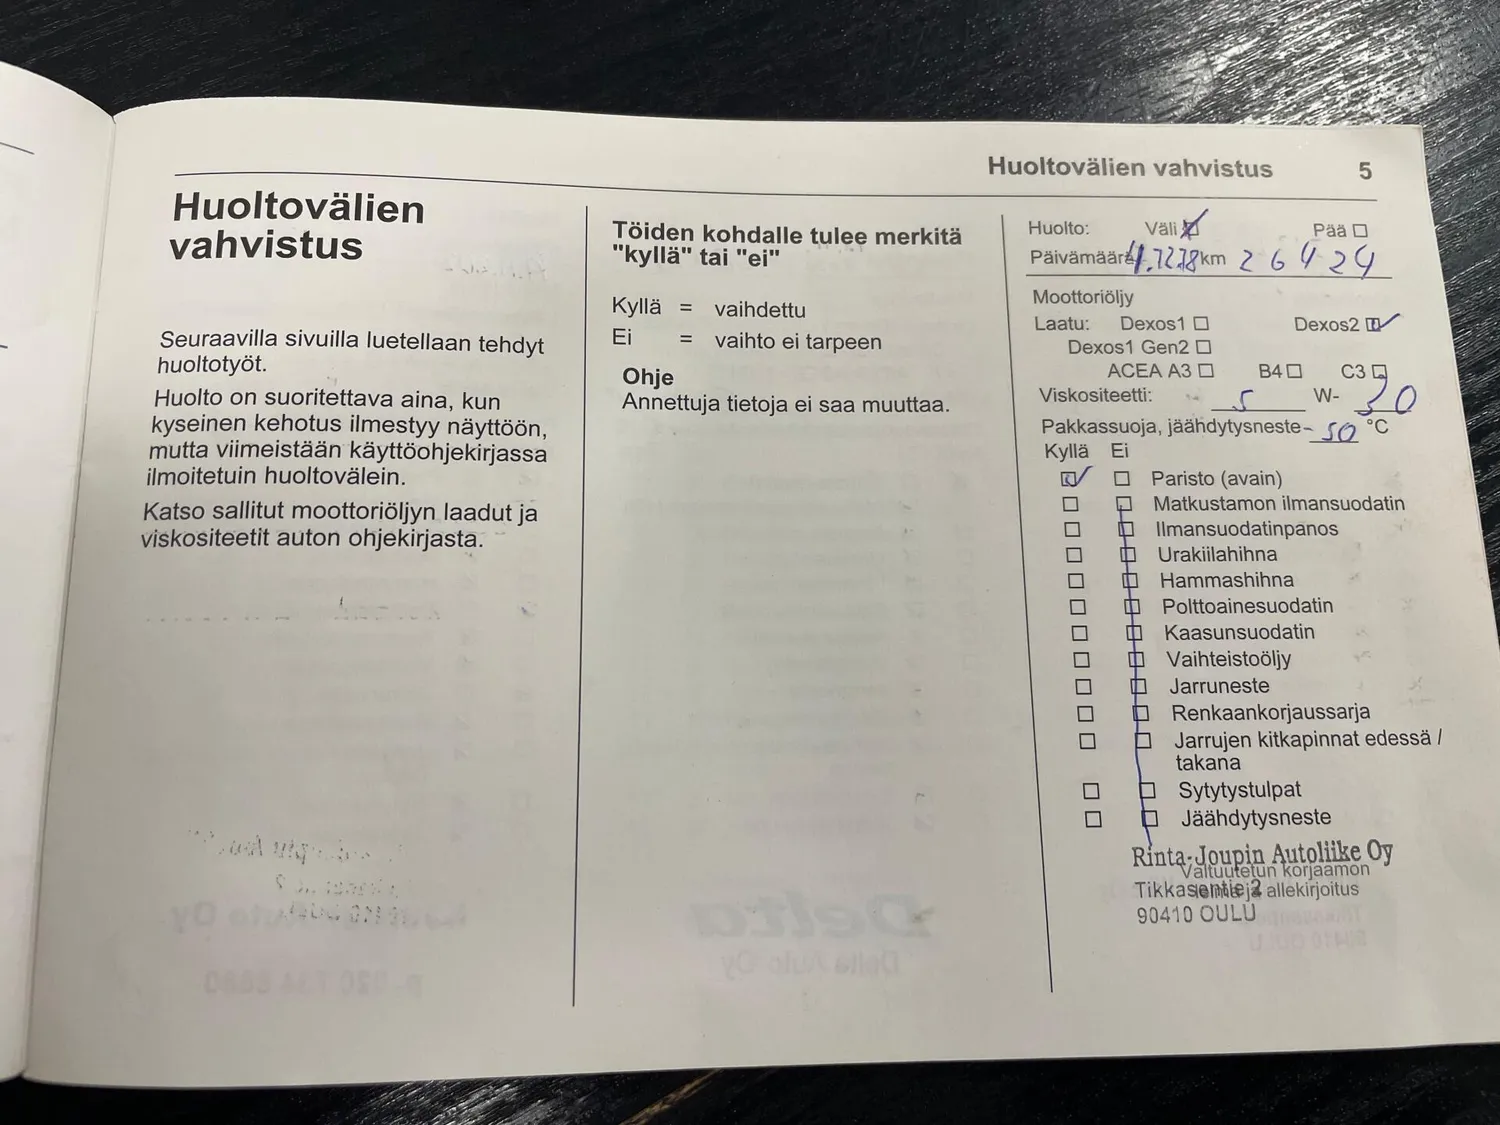 Huoltovälien vahvistus 5
Huoltovälien
vahvistus
Seuraavilla sivuilla luetellaan tehdyt
huoltotyöt.
Huolto on suoritettava aina, kun
kyseinen kehotus ilmestyy näyttöön,
mutta viimeistään käyttöohjekirjassa
ilmoitetuin huoltovälein.
Katso sallitut moottoriöljyn laadut ja
viskositeetit auton ohjekirjasta.
Töiden kohdalle tulee merkitä
"kyllä" tai "ei"
Kyllä = vaihdettu
Ei = vaihto ei tarpeen
Ohje
Annettuja tietoja ei saa muuttaa.
Huolto: Väli Pää
Päivämäärä 4.12.18 km 26424
Moottoriöljy
Laatu: Dexos1 Dexos2
Dexos1 Gen2
ACEA A3 B4 C3
Viskositeetti: 5 W- 30
Pakkassuoja, jäähdytysneste - 50 °C
Kyllä Ei
Paristo (avain)
Matkustamon ilmansuodatin
Ilmansuodatinpanos
Urakiilahihna
Hammashihna
Polttoainesuodatin
Kaasunsuodatin
Vaihteistoöljy
Jarruneste
Renkaankorjaussarja
Jarrujen kitkapinnat edessä /
takana
Sytytystulpat
Jäähdytysneste
Rinta-Joupin Autoliike Oy
Valtuutetun korjaamon
Tikkasentie 2
leima ja allekirjoitus
90410 OULU